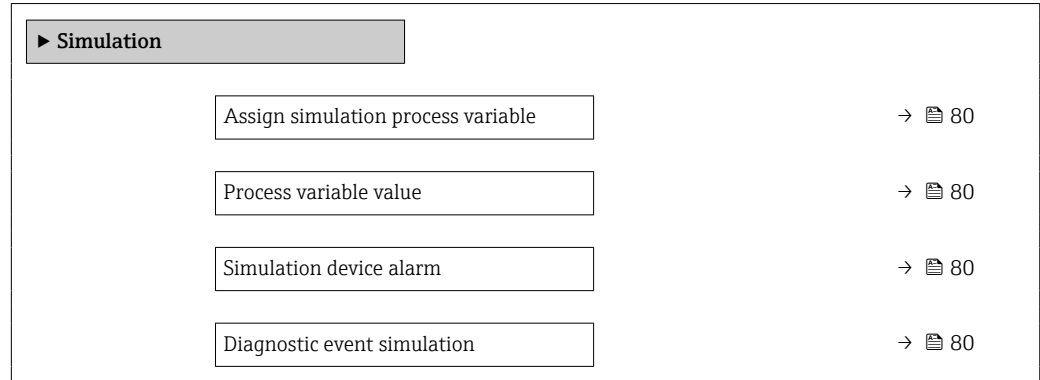 ▶ Simulation
Assign simulation process variable → 80
Process variable value → 80
Simulation device alarm → 80
Diagnostic event simulation → 80